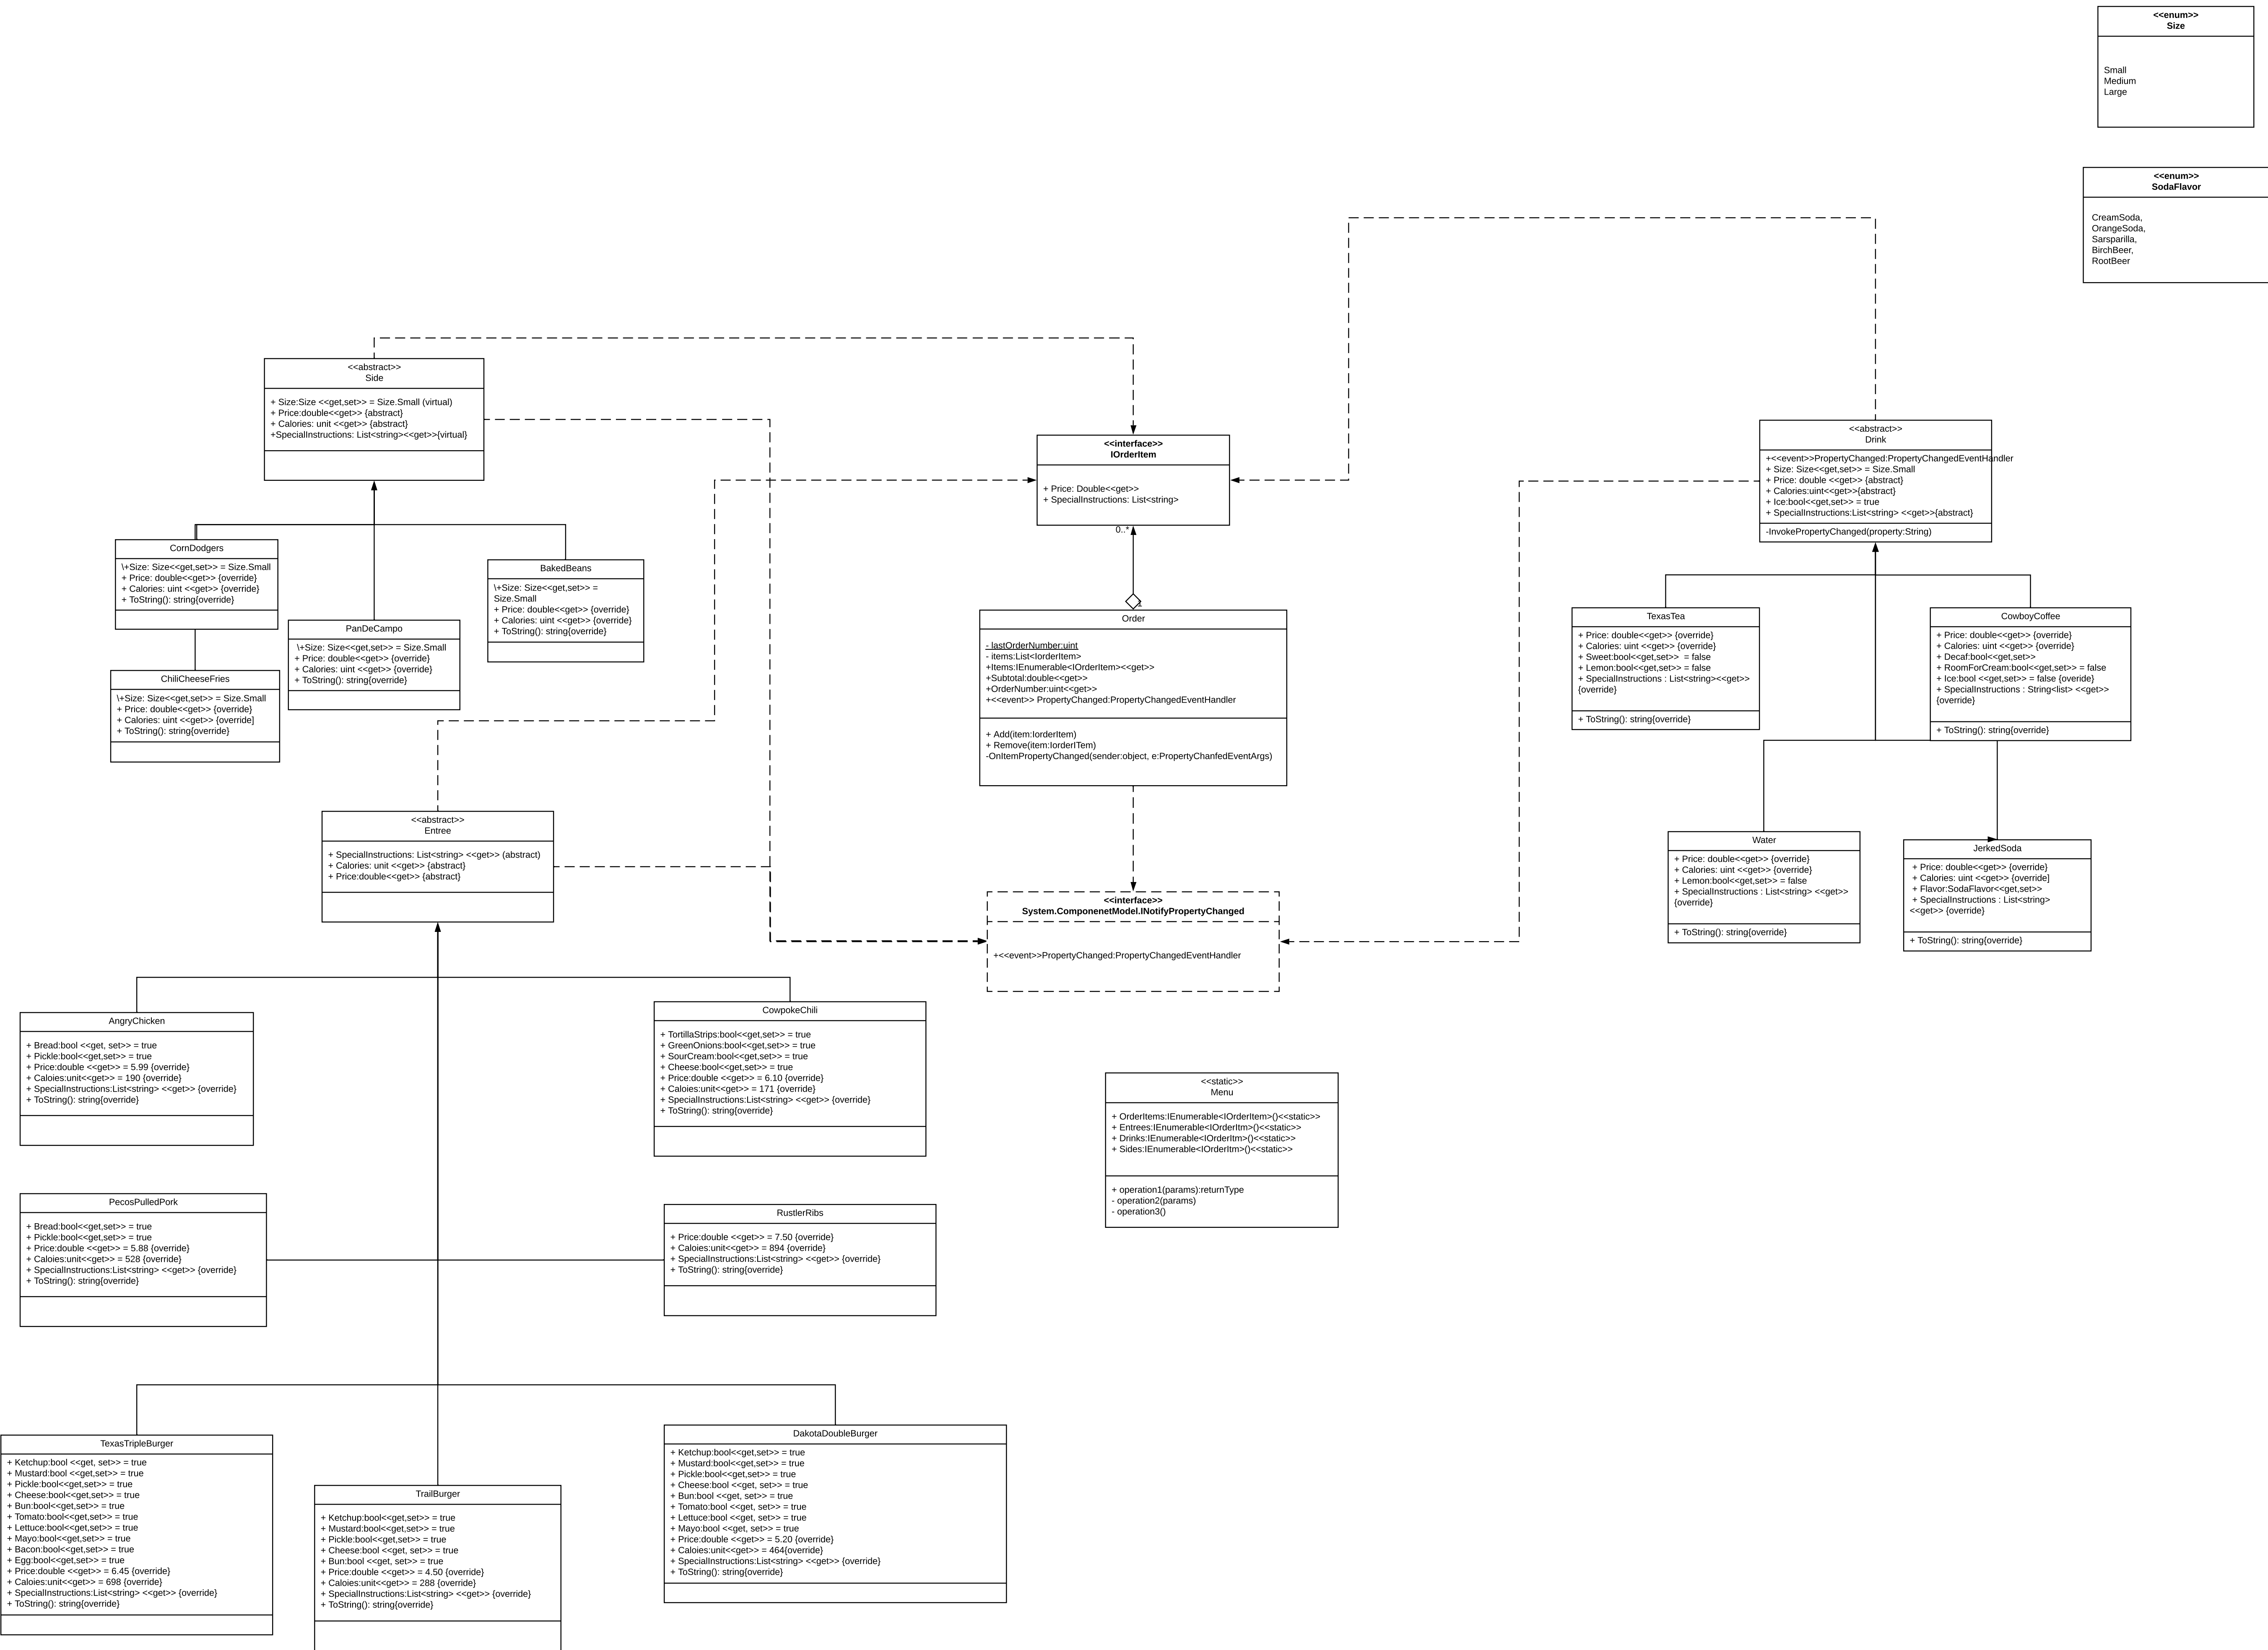 <<enum>>
Size
Small
Medium
Large
<<enum>>
SodaFlavor
CreamSoda,
OrangeSoda,
Sarsparilla,
BirchBeer,
RootBeer
<<abstract>>
Side
+ Size:Size <<get,set>> = Size.Small (virtual)
+ Price:double<<get>> {abstract}
+ Calories: unit <<get>> {abstract}
+SpecialInstructions: List<string><<get>>{virtual}
<<interface>>
IOrderItem
+ Price: Double<<get>>
+ SpecialInstructions: List<string>
0..*
<<abstract>>
Drink
+<<event>>PropertyChanged:PropertyChangedEventHandler
+ Size: Size<<get,set>> = Size.Small
+ Price: double <<get>> {abstract}
+ Calories:uint<<get>>{abstract}
+ Ice:bool<<get,set>> = true
+ SpecialInstructions:List<string> <<get>>{abstract}
-InvokePropertyChanged(property:String)
CornDodgers
\+Size: Size<<get,set>> = Size.Small
+ Price: double<<get>> {override}
+ Calories: uint <<get>> {override}
+ ToString(): string{override}
BakedBeans
\+Size: Size<<get,set>> =
Size.Small
+ Price: double<<get>> {override}
+ Calories: uint <<get>> {override}
+ ToString(): string{override}
PanDeCampo
\+Size: Size<<get,set>> = Size.Small
+ Price: double<<get>> {override}
+ Calories: uint <<get>> {override}
+ ToString(): string{override}
ChiliCheeseFries
\+Size: Size<<get,set>> = Size.Small
+ Price: double<<get>> {override}
+ Calories: uint <<get>> {override]
+ ToString(): string{override}
1
Order
- lastOrderNumber:uint
- items:List<IorderItem>
+Items:IEnumerable<IOrderItem><<get>>
+Subtotal:double<<get>>
+OrderNumber:uint<<get>>
+<<event>> PropertyChanged:PropertyChangedEventHandler
+ Add(item:IorderItem)
+ Remove(item:IorderITem)
-OnItemPropertyChanged(sender:object, e:PropertyChanfedEventArgs)
TexasTea
+ Price: double<<get>> {override}
+ Calories: uint <<get>> {override}
+ Sweet:bool<<get,set>>  = false
+ Lemon:bool<<get,set>> = false
+ SpecialInstructions : List<string><<get>>
{override}
+ ToString(): string{override}
CowboyCoffee
+ Price: double<<get>> {override}
+ Calories: uint <<get>> {override}
+ Decaf:bool<<get,set>>
+ RoomForCream:bool<<get,set>> = false
+ Ice:bool <<get,set>> = false {overide}
+ SpecialInstructions : String<list> <<get>>
{override}
+ ToString(): string{override}
Water
+ Price: double<<get>> {override}
+ Calories: uint <<get>> {override}
+ Lemon:bool<<get,set>> = false
+ SpecialInstructions : List<string> <<get>>
{override}
+ ToString(): string{override}
JerkedSoda
+ Price: double<<get>> {override}
+ Calories: uint <<get>> {override]
+ Flavor:SodaFlavor<<get,set>>
+ SpecialInstructions : List<string>
<<get>> {override}
+ ToString(): string{override}
<<abstract>>
Entree
+ SpecialInstructions: List<string> <<get>> (abstract)
+ Calories: unit <<get>> {abstract}
+ Price:double<<get>> {abstract}
<<interface>>
System.ComponenetModel.INotifyPropertyChanged
+<<event>>PropertyChanged:PropertyChangedEventHandler
AngryChicken
+ Bread:bool <<get, set>> = true
+ Pickle:bool<<get,set>> = true
+ Price:double <<get>> = 5.99 {override}
+ Caloies:unit<<get>> = 190 {override}
+ SpecialInstructions:List<string> <<get>> {override}
+ ToString(): string{override}
CowpokeChili
+ TortillaStrips:bool<<get,set>> = true
+ GreenOnions:bool<<get,set>> = true
+ SourCream:bool<<get,set>> = true
+ Cheese:bool<<get,set>> = true
+ Price:double <<get>> = 6.10 {override}
+ Caloies:unit<<get>> = 171 {override}
+ SpecialInstructions:List<string> <<get>> {override}
+ ToString(): string{override}
<<static>>
Menu
+ OrderItems:IEnumerable<IOrderItem>()<<static>>
+ Entrees:IEnumerable<IOrderItm>()<<static>>
+ Drinks:IEnumerable<IOrderItm>()<<static>>
+ Sides:IEnumerable<IOrderItm>()<<static>>
+ operation1(params):returnType
- operation2(params)
- operation3()
PecosPulledPork
+ Bread:bool<<get,set>> = true
+ Pickle:bool<<get,set>> = true
+ Price:double <<get>> = 5.88 {override}
+ Caloies:unit<<get>> = 528 {override}
+ SpecialInstructions:List<string> <<get>> {override}
+ ToString(): string{override}
RustlerRibs
+ Price:double <<get>> = 7.50 {override}
+ Caloies:unit<<get>> = 894 {override}
+ SpecialInstructions:List<string> <<get>> {override}
+ ToString(): string{override}
TexasTripleBurger
+ Ketchup:bool <<get, set>> = true
+ Mustard:bool <<get,set>> = true
+ Pickle:bool<<get,set>> = true
+ Cheese:bool<<get,set>> = true
+ Bun:bool<<get,set>> = true
+ Tomato:bool<<get,set>> = true
+ Lettuce:bool<<get,set>> = true
+ Mayo:bool<<get,set>> = true
+ Bacon:bool<<get,set>> = true
+ Egg:bool<<get,set>> = true
+ Price:double <<get>> = 6.45 {override}
+ Caloies:unit<<get>> = 698 {override}
+ SpecialInstructions:List<string> <<get>> {override}
+ ToString(): string{override}
TrailBurger
+ Ketchup:bool<<get,set>> = true
+ Mustard:bool<<get,set>> = true
+ Pickle:bool<<get,set>> = true
+ Cheese:bool <<get, set>> = true
+ Bun:bool <<get, set>> = true
+ Price:double <<get>> = 4.50 {override}
+ Caloies:unit<<get>> = 288 {override}
+ SpecialInstructions:List<string> <<get>> {override}
+ ToString(): string{override}
DakotaDoubleBurger
+ Ketchup:bool<<get,set>> = true
+ Mustard:bool<<get,set>> = true
+ Pickle:bool<<get,set>> = true
+ Cheese:bool <<get, set>> = true
+ Bun:bool <<get, set>> = true
+ Tomato:bool <<get, set>> = true
+ Lettuce:bool <<get, set>> = true
+ Mayo:bool <<get, set>> = true
+ Price:double <<get>> = 5.20 {override}
+ Caloies:unit<<get>> = 464{override}
+ SpecialInstructions:List<string> <<get>> {override}
+ ToString(): string{override}